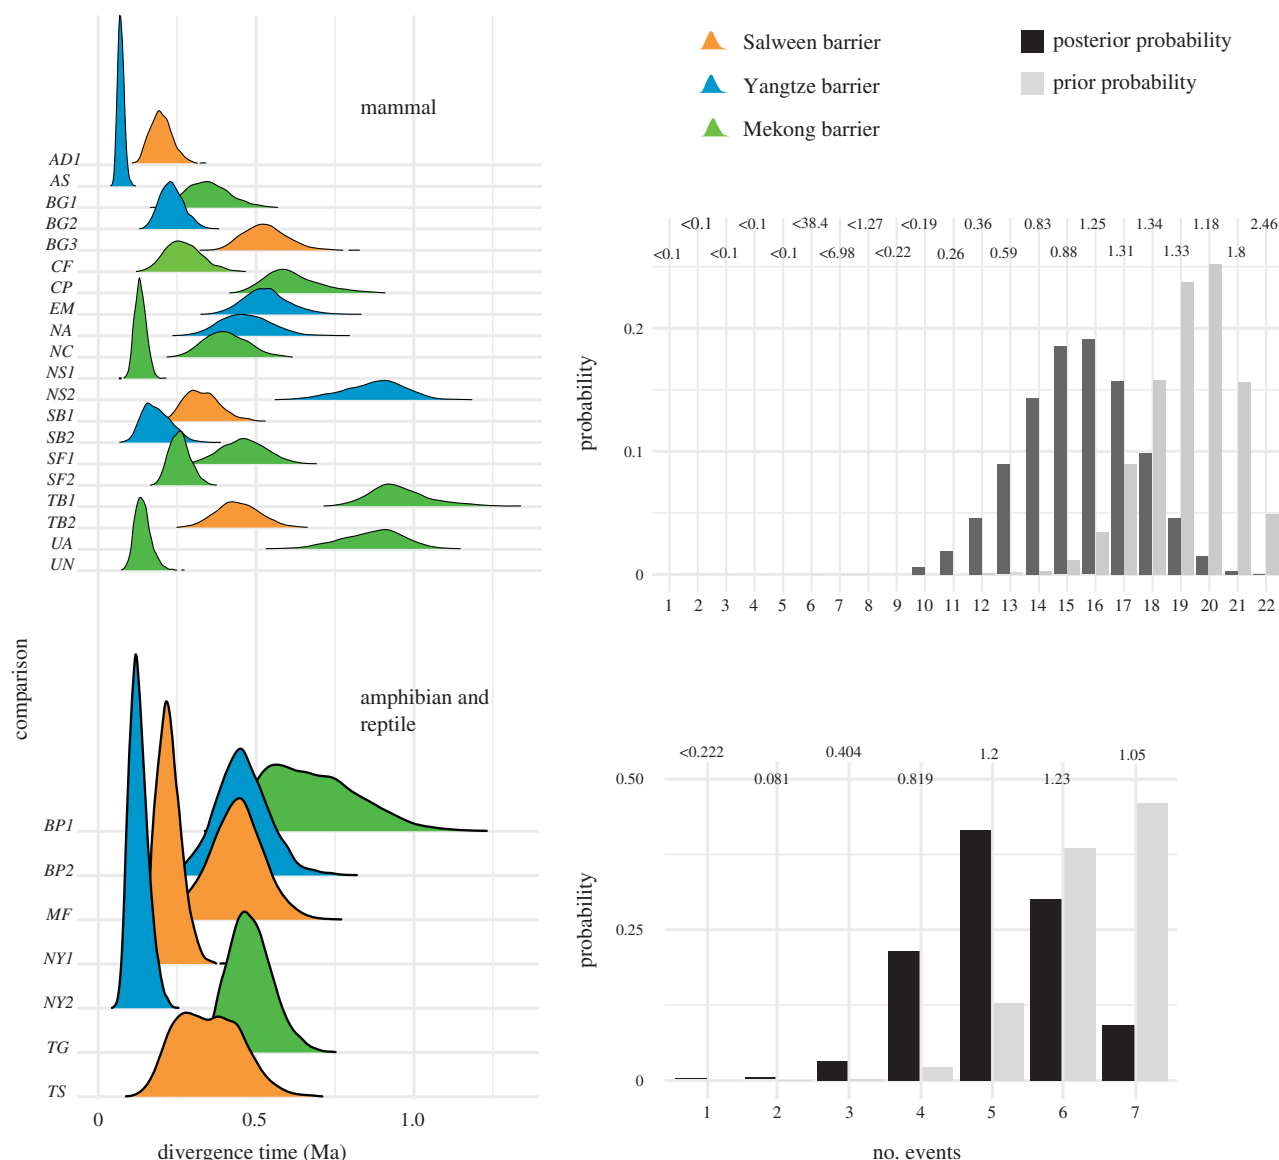 mammal
AD1
AS
BG1
BG2
BG3
CF
CP
EM
NA
NC
NS1
NS2
SB1
SB2
SF1
SF2
TB1
TB2
UA
UN
comparison
amphibian and
reptile
BP1
BP2
MF
NY1
NY2
TG
TS
0 0.5 1.0
divergence time (Ma)
Salween barrier
Yangtze barrier
Mekong barrier
posterior probability
prior probability
<0.1 <0.1 <38.4 <1.27 <0.19 0.36 0.83 1.25 1.34 1.18 2.46
<0.1 <0.1 <0.1 <6.98 <0.22 0.26 0.59 0.88 1.31 1.33 1.8
0.2
0.1
0
probability
1 2 3 4 5 6 7 8 9 10 11 12 13 14 15 16 17 18 19 20 21 22
<0.222 0.404 1.2 1.05
0.081 0.819 1.23
0.50
0.25
0
probability
1 2 3 4 5 6 7
no. events